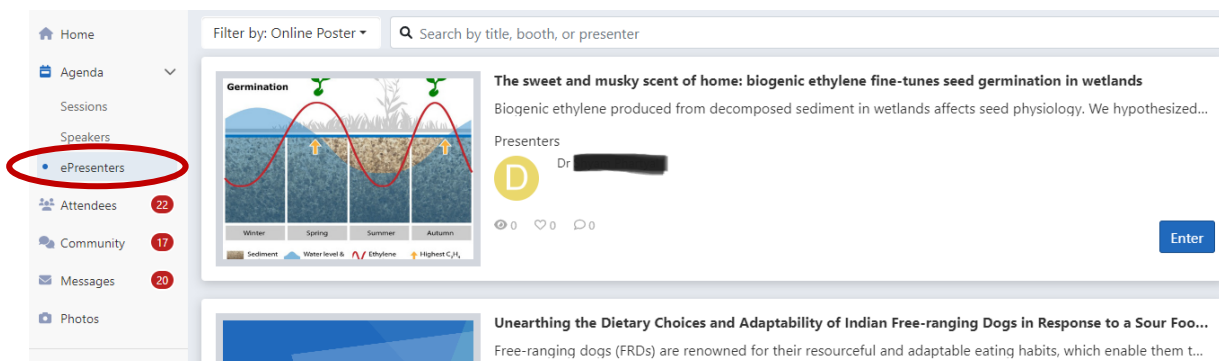 Home
Agenda
Sessions
Speakers
ePresenters
Attendees 22
Community 17
Messages 20
Photos
Filter by: Online Poster
Search by title, booth, or presenter
Germination
Winter Spring Summer Autumn
Sediment Water level & Ethylene Highest C₂H₄
The sweet and musky scent of home: biogenic ethylene fine-tunes seed germination in wetlands
Biogenic ethylene produced from decomposed sediment in wetlands affects seed physiology. We hypothesized...
Presenters
D Dr
0 0 0
Enter
Unearthing the Dietary Choices and Adaptability of Indian Free-ranging Dogs in Response to a Sour Foo...
Free-ranging dogs (FRDs) are renowned for their resourceful and adaptable eating habits, which enable them t...